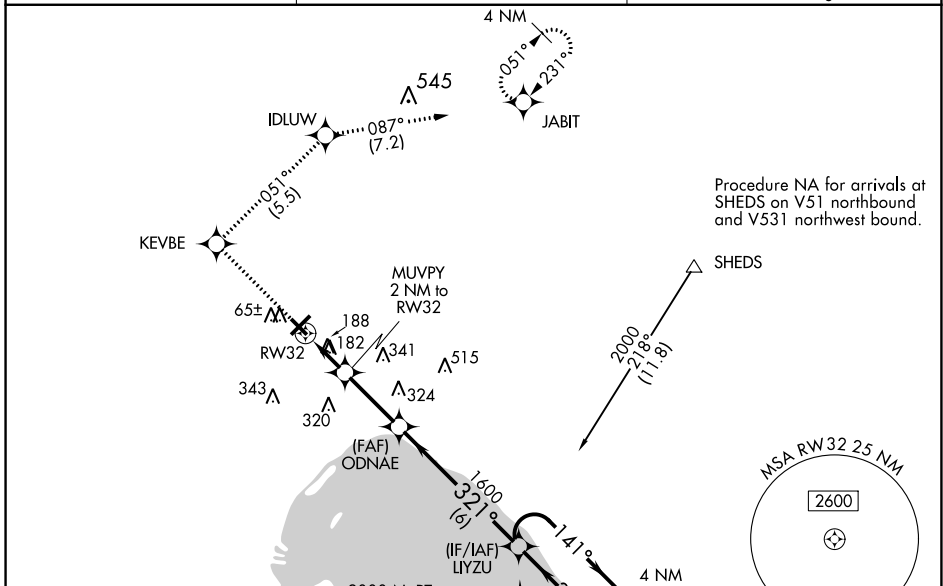 4 NM
051°
231°
545
IDLUW
087°
(7.2)
JABIT
051°
(5.5)
Procedure NA for arrivals at
SHEDS on V51 northbound
and V531 northwest bound.
KEVBE
SHEDS
MUVPY
2 NM to
RW32
65±
188
182
RW32
341
515
2000
218°
(11.8)
343
324
320
(FAF)
ODNAE
MSA RW32 25 NM
1600
321°
(6)
2600
141°
(IF/IAF)
LIYZU
4 NM